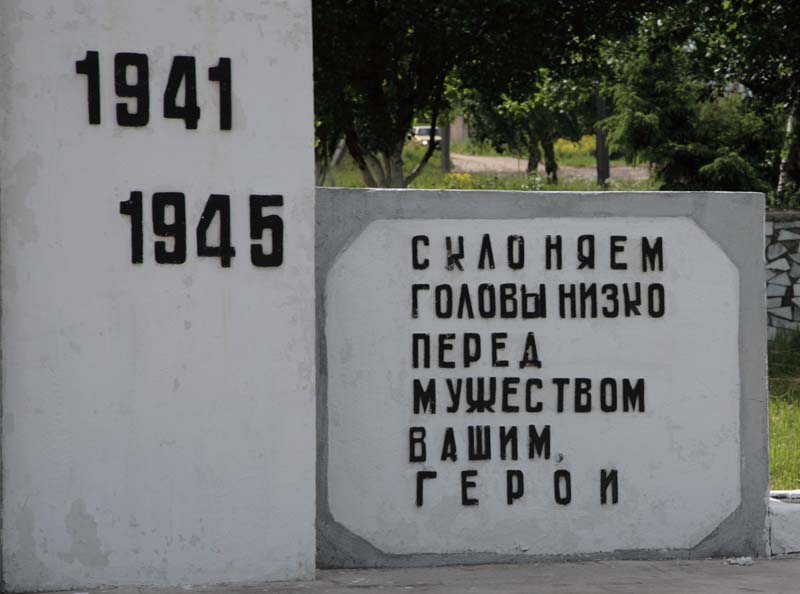 1941
1945
СКЛОНЯЕМ
ГОЛОВЫ НИЗКО
ПЕРЕД
МУЖЕСТВОМ
ВАШИМ,
ГЕРОИ